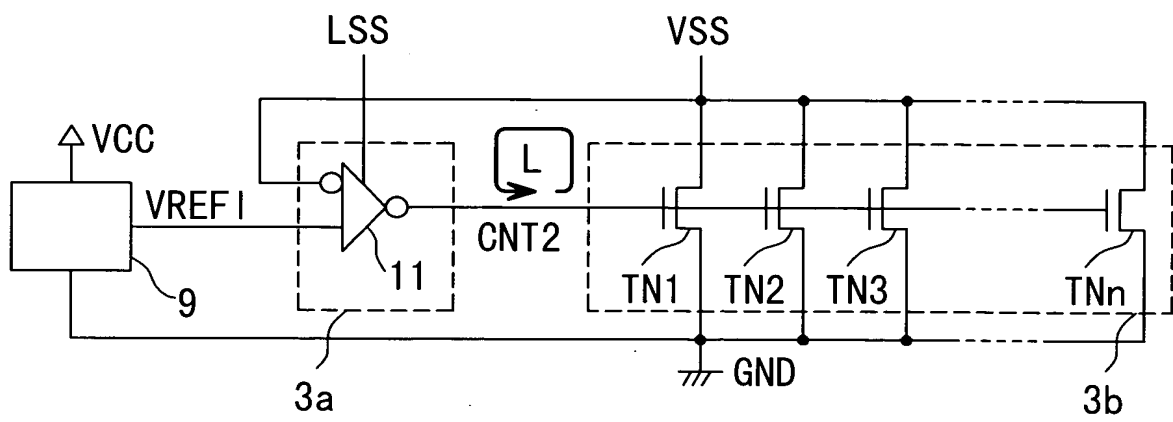 LSS
VSS
VCC
L
VREFI
CNT2
11
TN1
TN2
TN3
TNn
9
GND
3a
3b